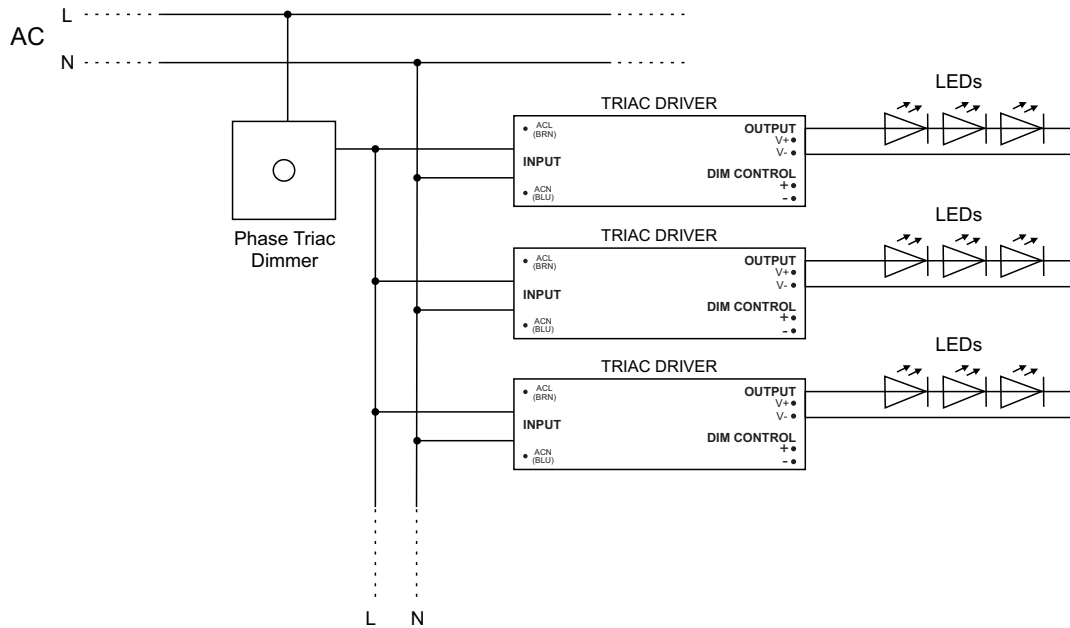 L
AC
N
Phase Triac
Dimmer
TRIAC DRIVER
ACL
(BRN)
INPUT
ACN
(BLU)
OUTPUT
V+
V-
DIM CONTROL
+
-
LEDs
TRIAC DRIVER
ACL
(BRN)
INPUT
ACN
(BLU)
OUTPUT
V+
V-
DIM CONTROL
+
-
LEDs
TRIAC DRIVER
ACL
(BRN)
INPUT
ACN
(BLU)
OUTPUT
V+
V-
DIM CONTROL
+
-
LEDs
L N